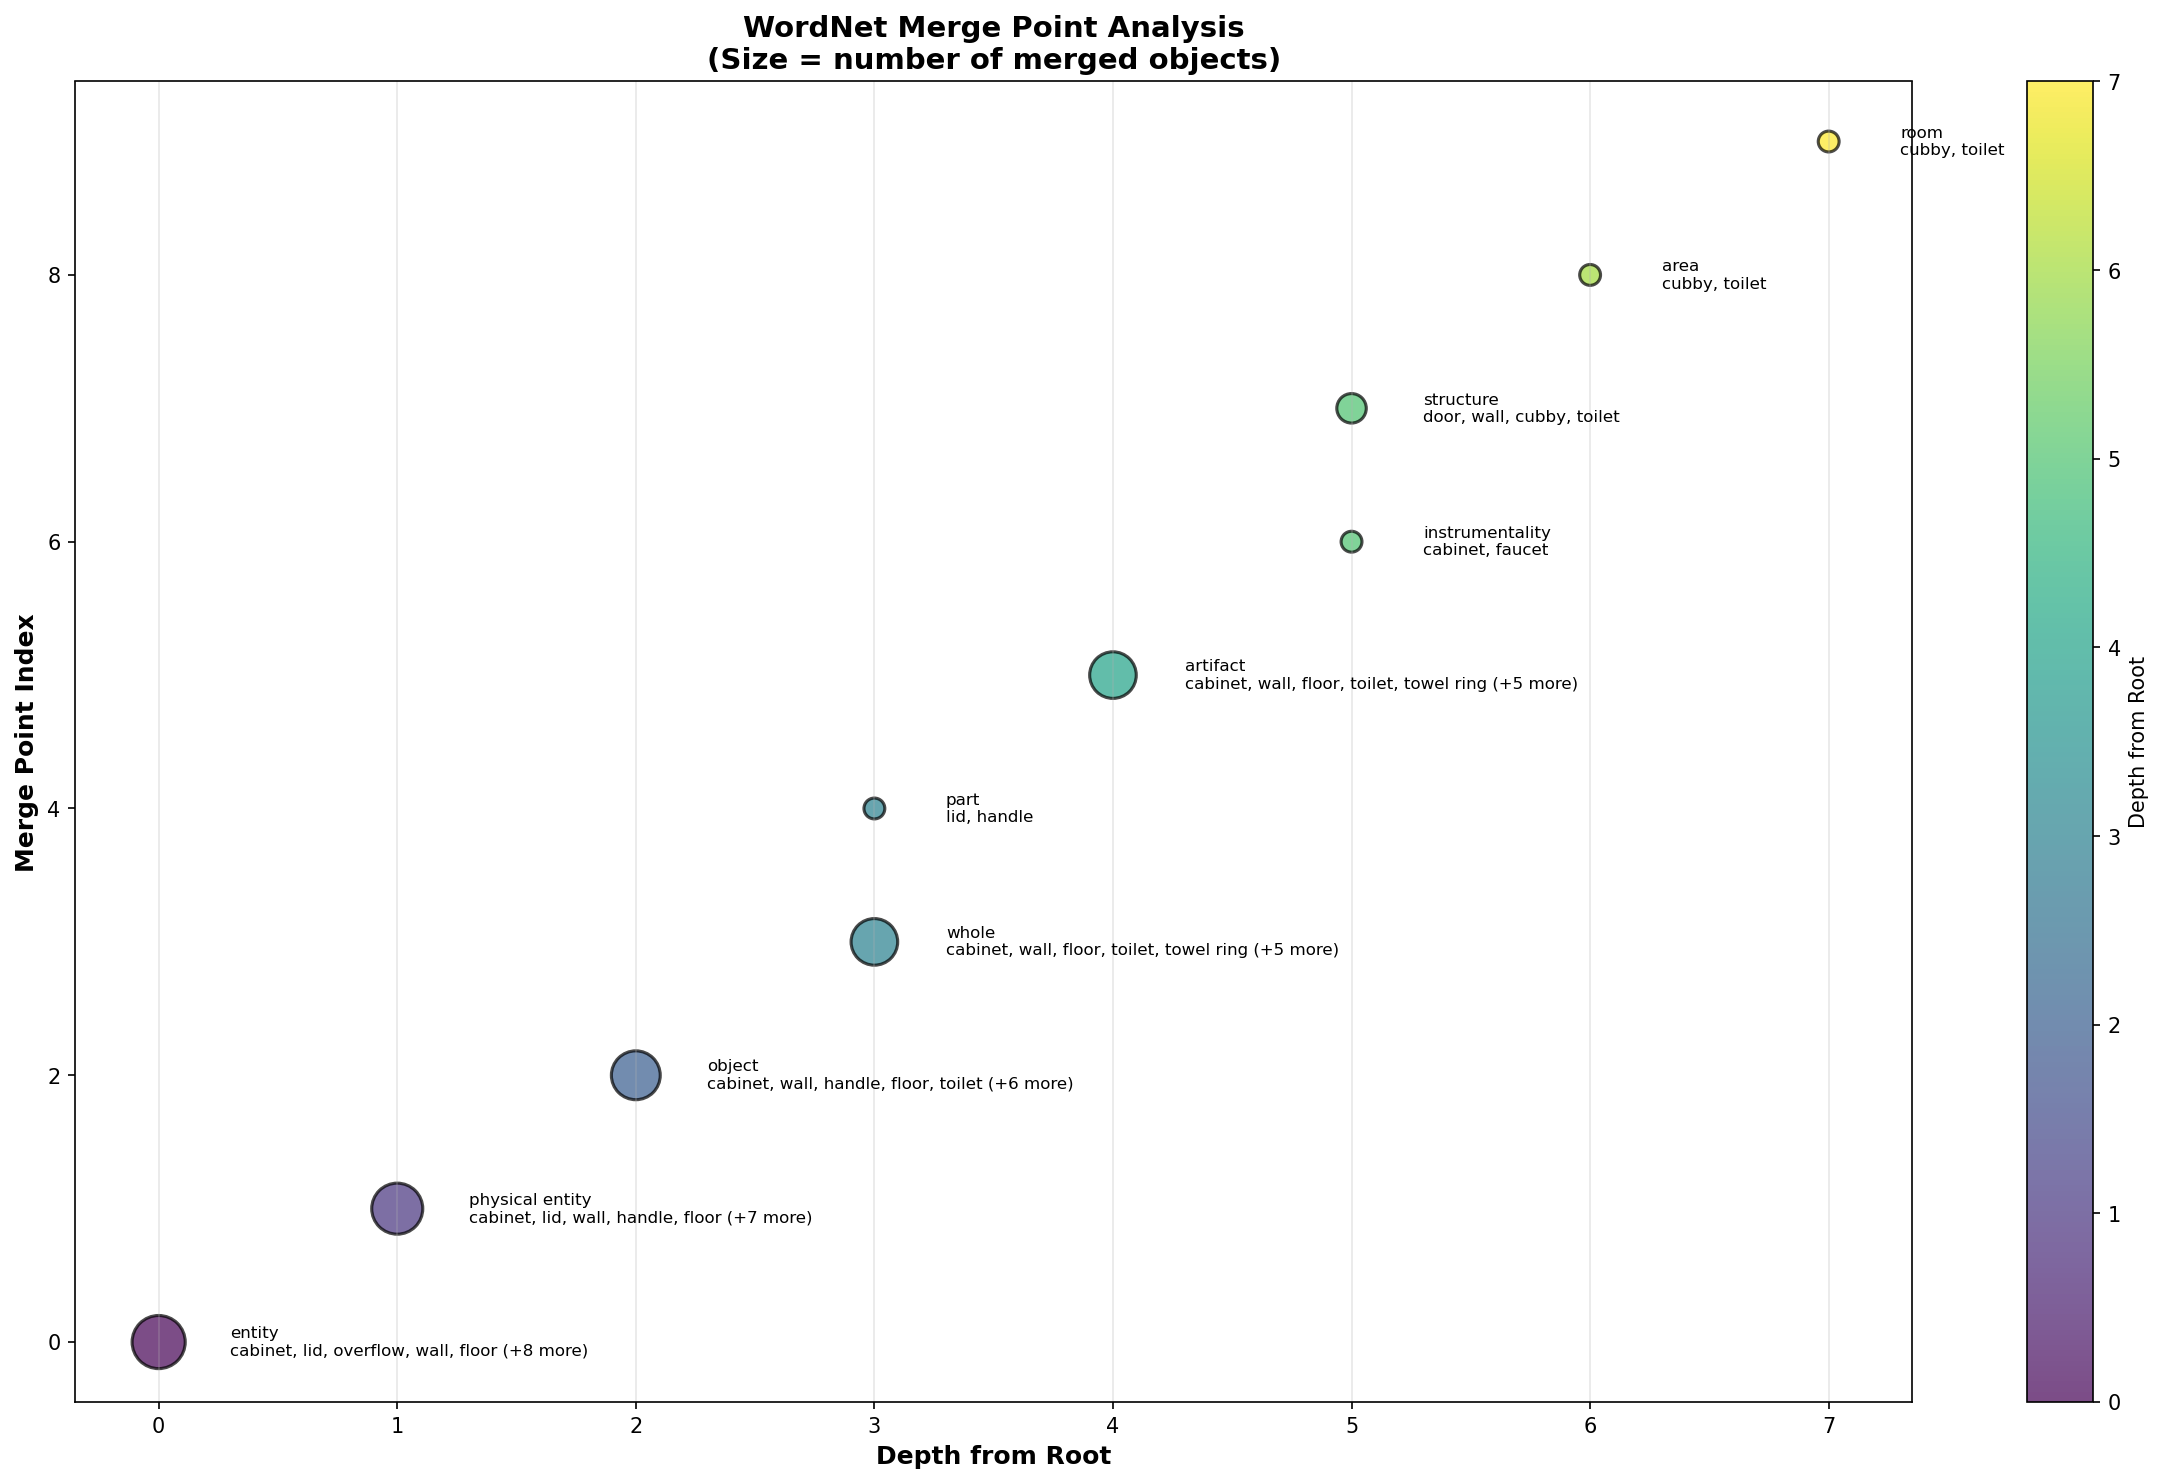 WordNet Merge Point Analysis
(Size = number of merged objects)
7
room
cubby, toilet
8
area
cubby, toilet
6
structure
door, wall, cubby, toilet
5
6
instrumentality
cabinet, faucet
artifact
cabinet, wall, floor, toilet, towel ring (+5 more)
4
Merge Point Index
Depth from Root
4
part
lid, handle
3
whole
cabinet, wall, floor, toilet, towel ring (+5 more)
2
object
cabinet, wall, handle, floor, toilet (+6 more)
2
physical entity
cabinet, lid, wall, handle, floor (+7 more)
1
0
entity
cabinet, lid, overflow, wall, floor (+8 more)
0
0 1 2 3 4 5 6 7
Depth from Root